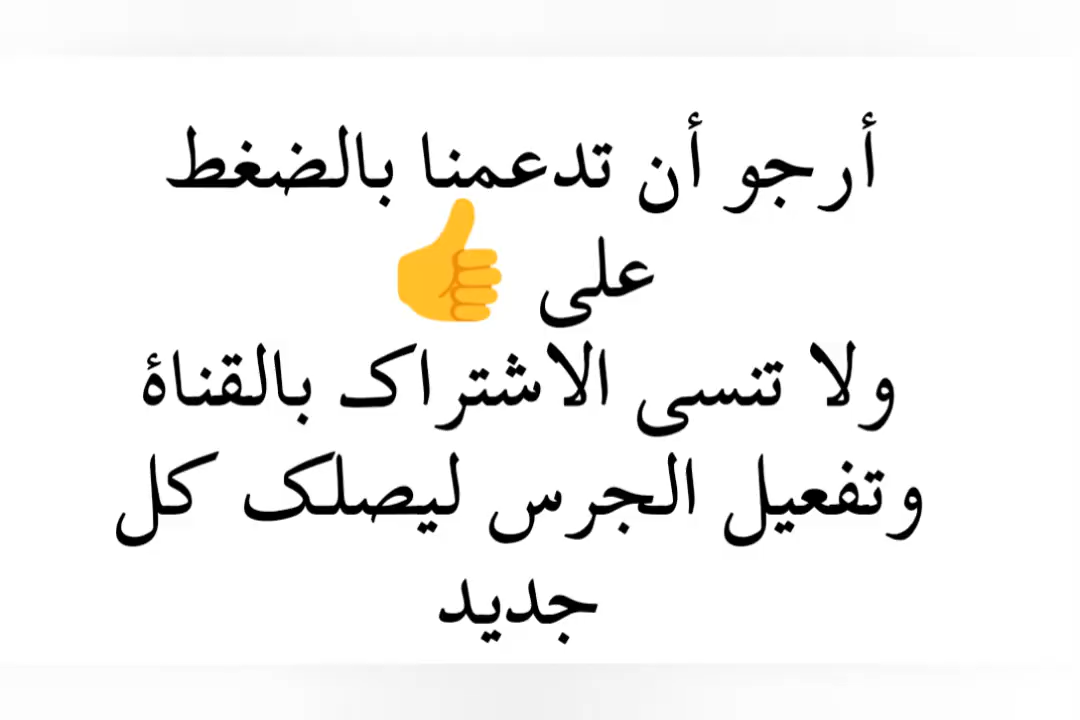 أرجو أن تدعمنا بالضغط
على 👍
ولا تنسى الاشتراك بالقناة
وتفعيل الجرس ليصلك كل
جديد